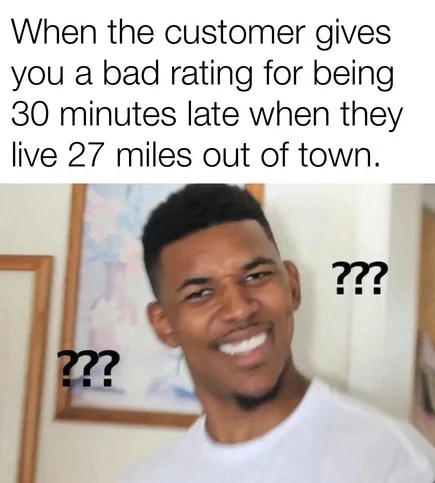 When the customer gives
you a bad rating for being
30 minutes late when they
live 27 miles out of town.
???
???